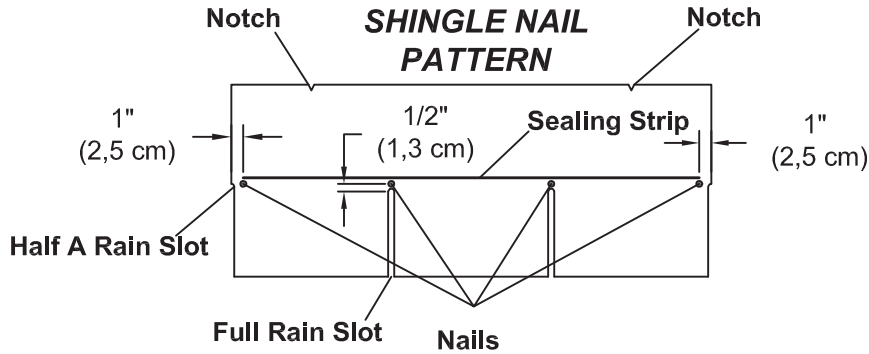 Notch
SHINGLE NAIL
PATTERN
Notch
1"
(2,5 cm)
1/2"
(1,3 cm)
Sealing Strip
1"
(2,5 cm)
Half A Rain Slot
Full Rain Slot
Nails